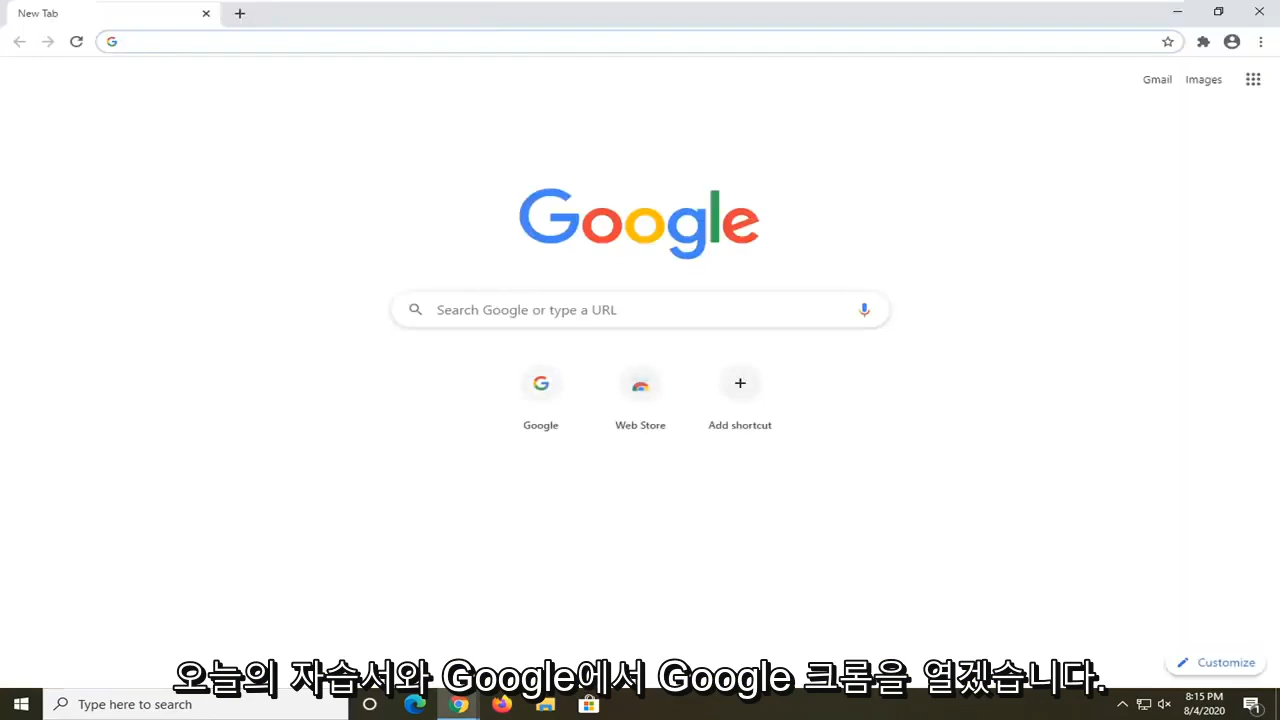 New Tab
Gmail Images
Google
Search Google or type a URL
Google Web Store Add shortcut
Customize
오늘의 자습서와 Google에서 Google 크롬을 열겠습니다.
Type here to search
8:15 PM
8/4/2020
1